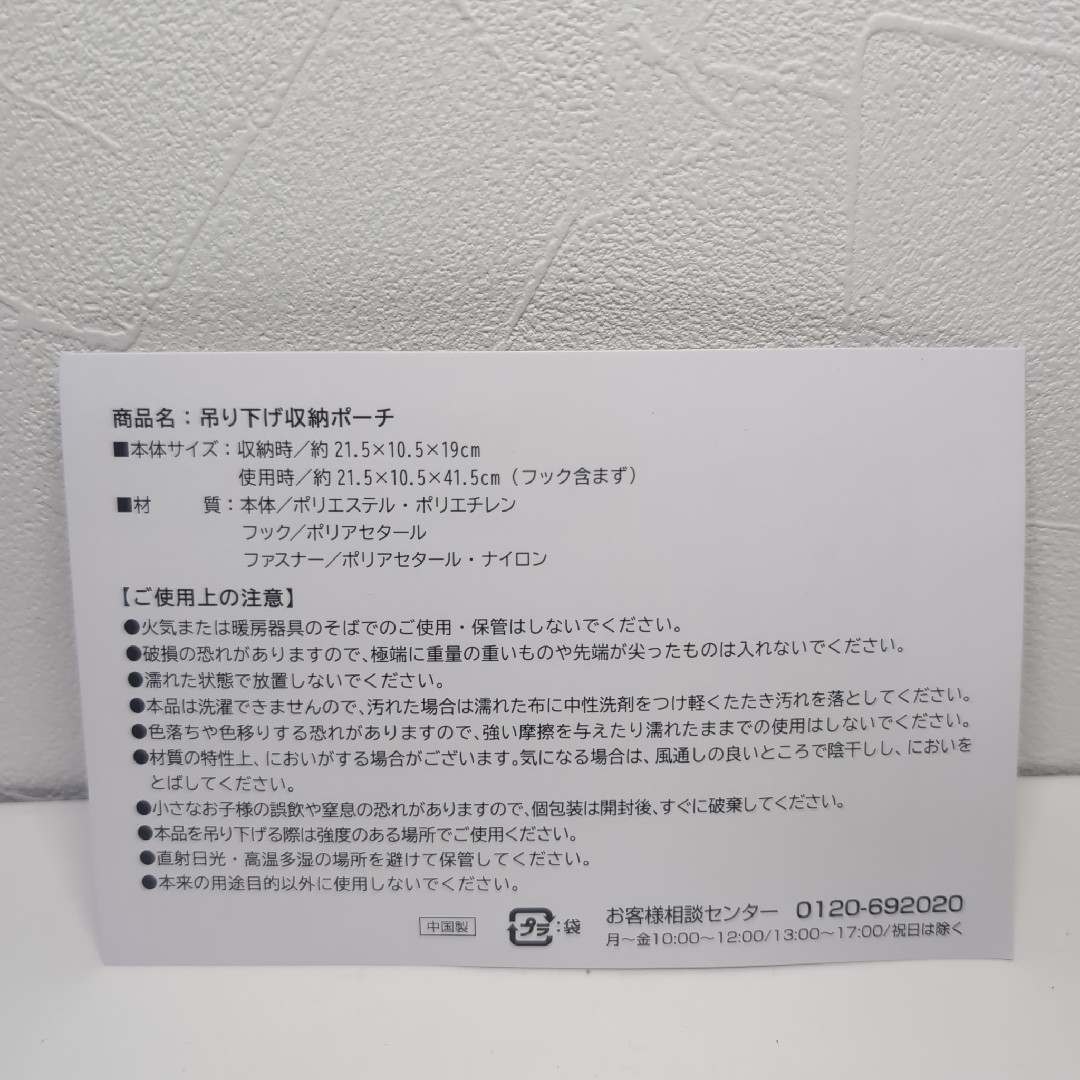 商品名：吊り下げ収納ポーチ
■本体サイズ：収納時／約21.5×10.5×19cm
使用時／約21.5×10.5×41.5cm（フック含まず）
■材　　質：本体／ポリエステル・ポリエチレン
フック／ポリアセタール
ファスナー／ポリアセタール・ナイロン
【ご使用上の注意】
●火気または暖房器具のそばでのご使用・保管はしないでください。
●破損の恐れがありますので、極端に重量の重いものや先端が尖ったものは入れないでください。
●濡れた状態で放置しないでください。
●本品は洗濯できませんので、汚れた場合は濡れた布に中性洗剤をつけ軽くたたき汚れを落としてください。
●色落ちや色移りする恐れがありますので、強い摩擦を与えたり濡れたままでの使用はしないでください。
●材質の特性上、においがする場合がございます。気になる場合は、風通しの良いところで陰干しし、においを
とばしてください。
●小さなお子様の誤飲や窒息の恐れがありますので、個包装は開封後、すぐに破棄してください。
●本品を吊り下げる際は強度のある場所でご使用ください。
●直射日光・高温多湿の場所を避けて保管してください。
●本来の用途目的以外に使用しないでください。
中国製 プラ：袋 お客様相談センター 0120-692020
月～金10:00～12:00/13:00～17:00/祝日は除く